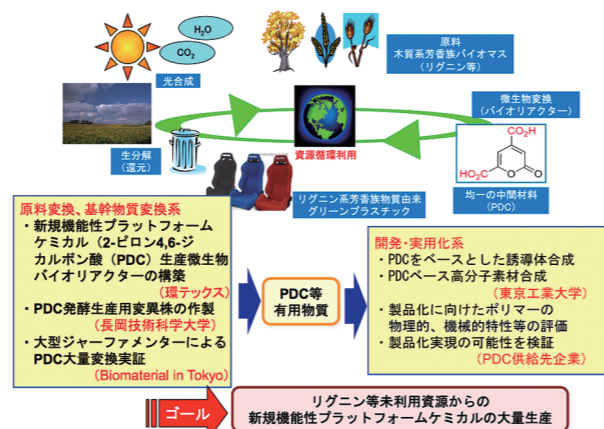 H₂O
CO₂
光合成
原料
木質系芳香族バイオマス
（リグニン等）
微生物変換
（バイオリアクター）
CO₂H
HO₂C
O
O
均一の中間材料
（PDC）
資源循環利用
生分解
（還元）
リグニン系芳香族物質由来
グリーンプラスチック
原料変換、基幹物質変換系
・新規機能性プラットフォーム
ケミカル（2-ピロン4,6-ジ
カルボン酸（PDC）生産微生物
バイオリアクターの構築
（環テックス）
・PDC発酵生産用変異株の作製
（長岡技術科学大学）
・大型ジャーファメンターによる
PDC大量変換実証
（Biomaterial in Tokyo）
PDC等
有用物質
開発・実用化系
・PDCをベースとした誘導体合成
・PDCベース高分子素材合成
（東京工業大学）
・製品化に向けたポリマーの
物理的、機械的特性等の評価
・製品化実現の可能性を検証
（PDC供給先企業）
ゴール
リグニン等未利用資源からの
新規機能性プラットフォームケミカルの大量生産